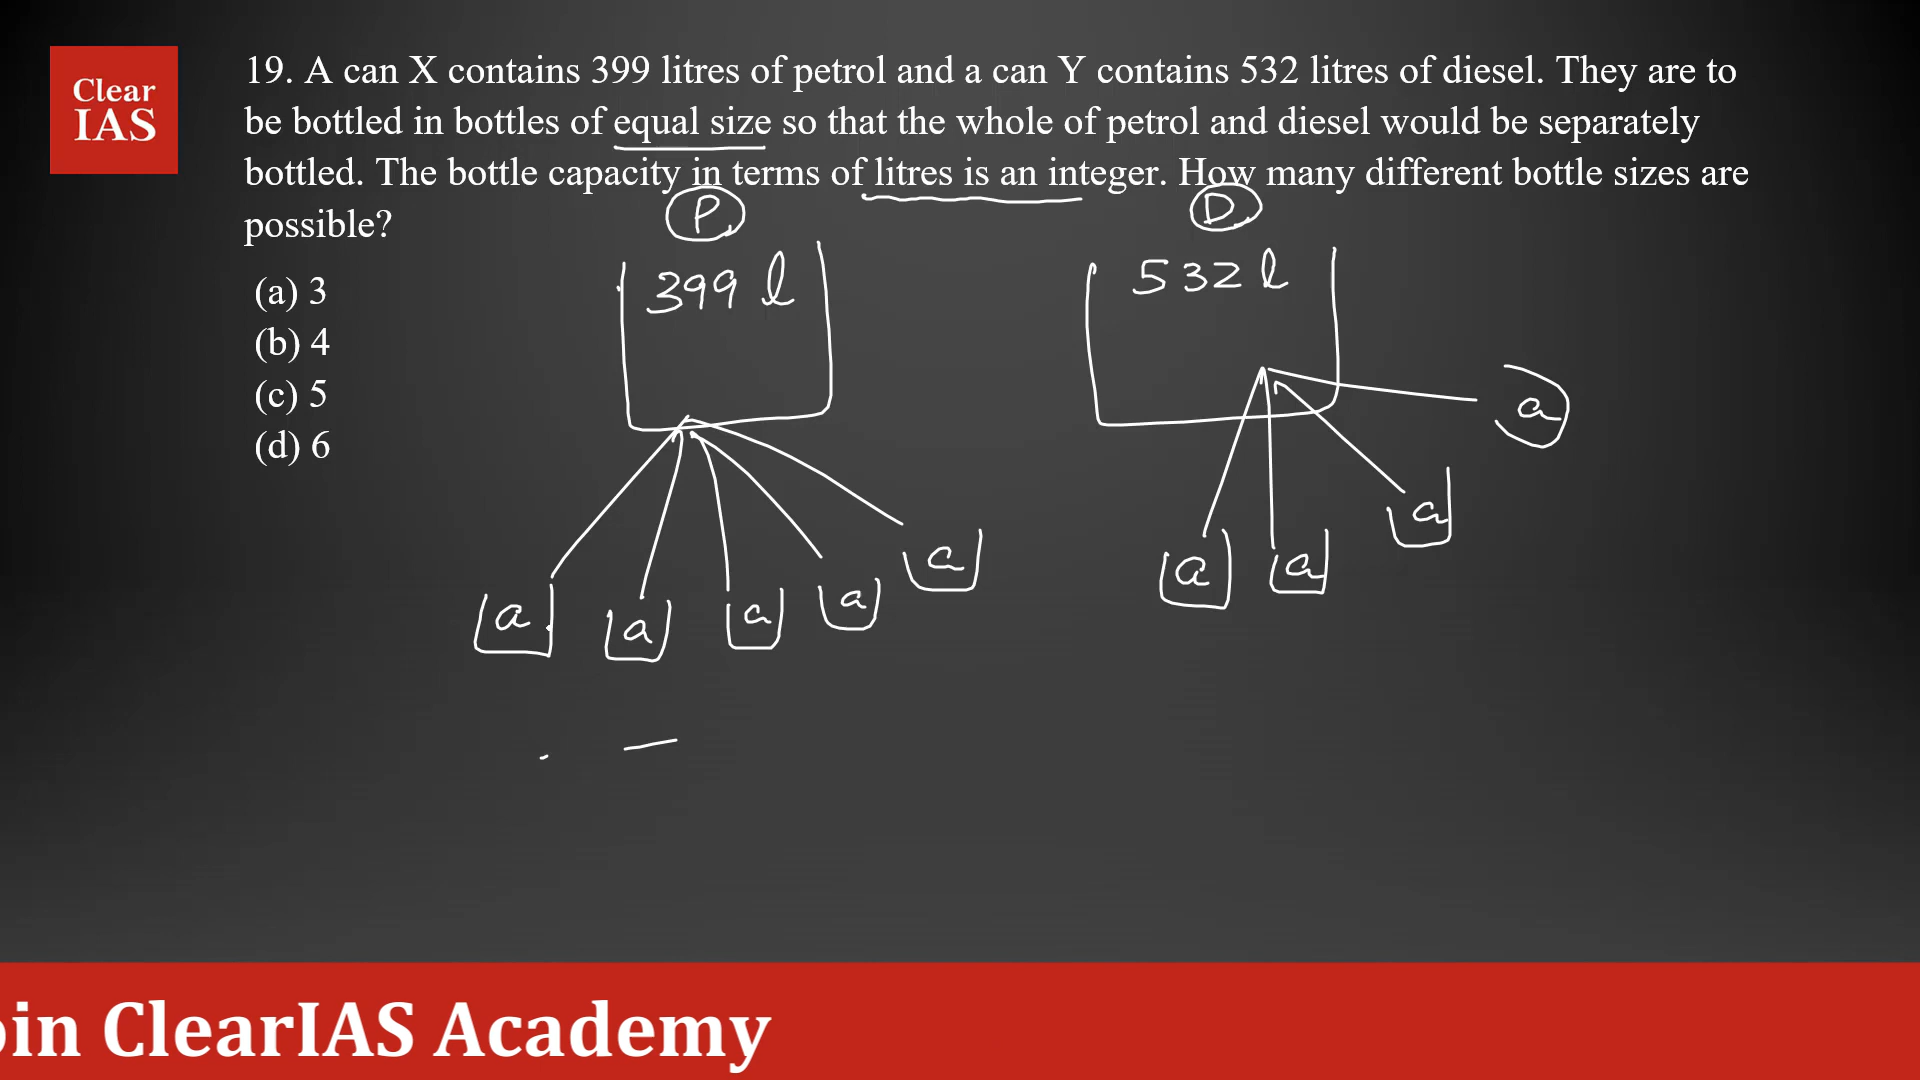 Clear
IAS
19. A can X contains 399 litres of petrol and a can Y contains 532 litres of diesel. They are to
be bottled in bottles of equal size so that the whole of petrol and diesel would be separately
bottled. The bottle capacity in terms of litres is an integer. How many different bottle sizes are
possible?
P
D
(a) 3
(b) 4
(c) 5
(d) 6
399 l
532 l
a
a
a
a
a
a
a
a
a
oin ClearIAS Academy